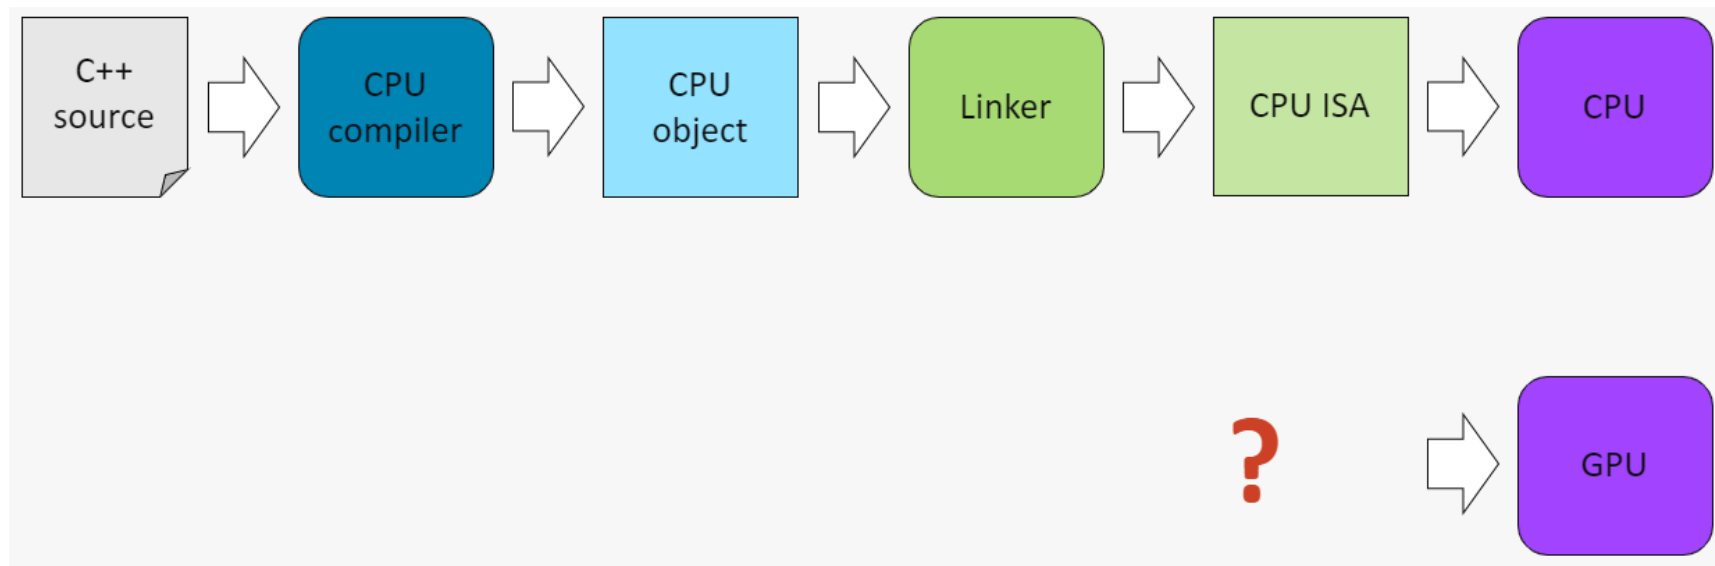 C++
source
CPU
compiler
CPU
object
Linker
CPU ISA
CPU
?
GPU